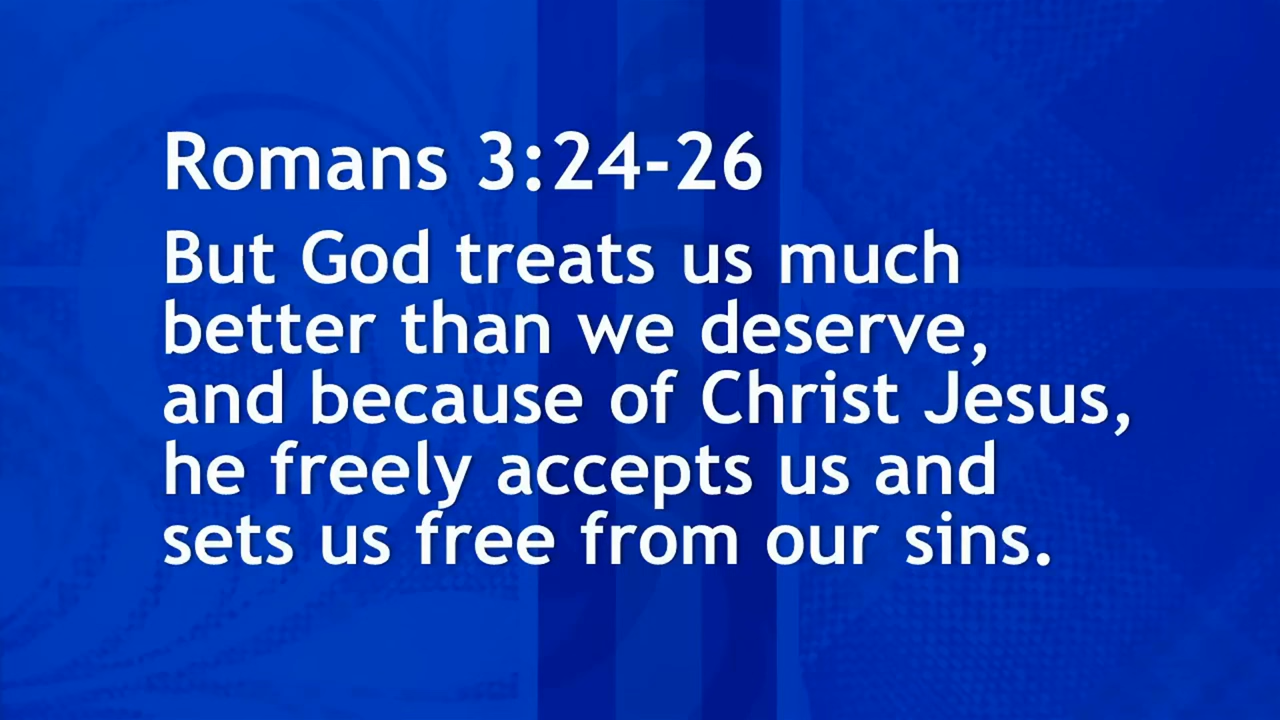 Romans 3:24-26
But God treats us much
better than we deserve,
and because of Christ Jesus,
he freely accepts us and
sets us free from our sins.